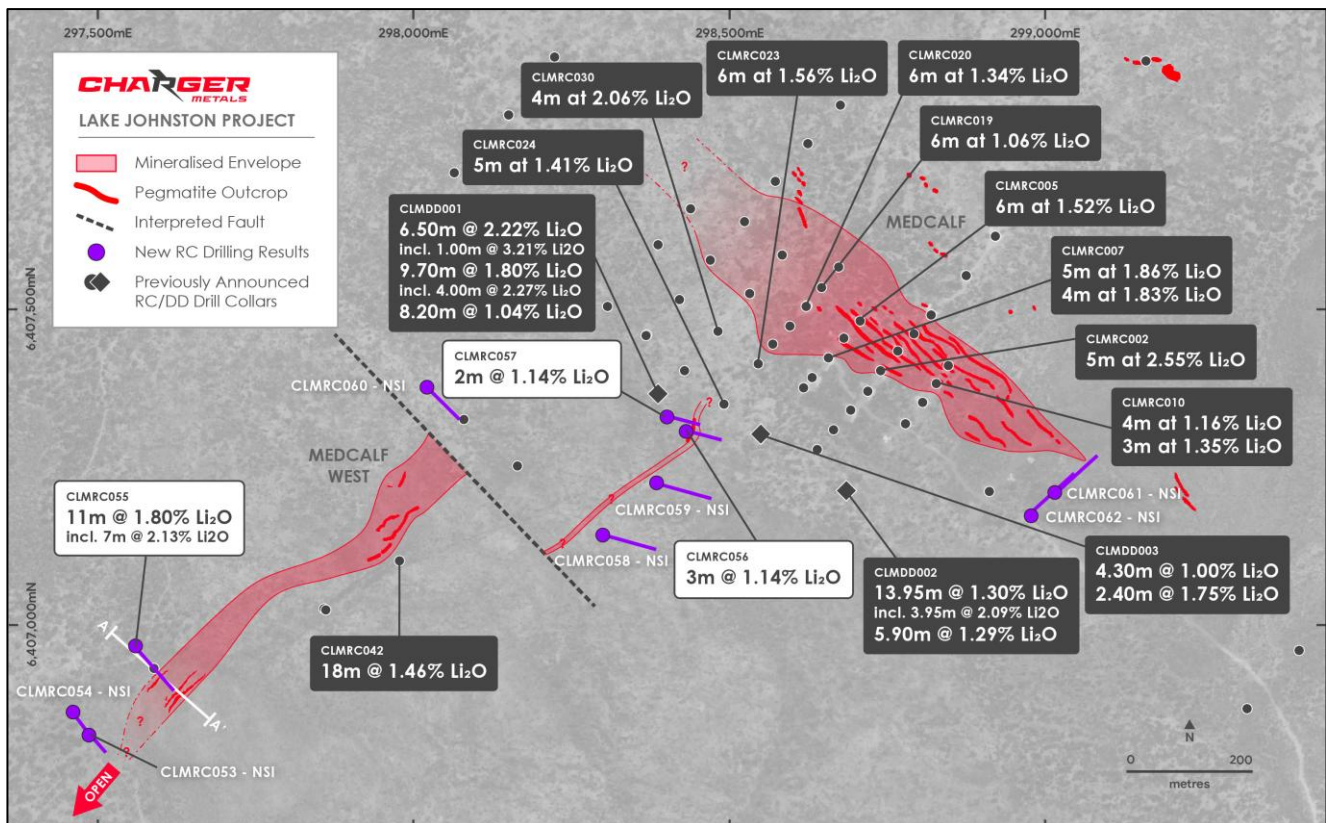 297,500mE
298,000mE
298,500mE
299,000mE
CHARGER
METALS
LAKE JOHNSTON PROJECT
Mineralised Envelope
Pegmatite Outcrop
Interpreted Fault
New RC Drilling Results
Previously Announced
RC/DD Drill Collars
6,407,500mN
6,407,000mN
CLMRC030
4m at 2.06% Li₂O
CLMRC023
6m at 1.56% Li₂O
CLMRC020
6m at 1.34% Li₂O
CLMRC019
6m at 1.06% Li₂O
CLMRC024
5m at 1.41% Li₂O
CLMRC005
6m at 1.52% Li₂O
CLMDD001
6.50m @ 2.22% Li₂O
incl. 1.00m @ 3.21% Li2O
9.70m @ 1.80% Li₂O
incl. 4.00m @ 2.27% Li₂O
8.20m @ 1.04% Li₂O
MEDCALF
CLMRC007
5m at 1.86% Li₂O
4m at 1.83% Li₂O
CLMRC002
5m at 2.55% Li₂O
CLMRC057
2m @ 1.14% Li₂O
CLMRC060 - NSI
CLMRC010
4m at 1.16% Li₂O
3m at 1.35% Li₂O
MEDCALF
WEST
?
?
?
?
CLMRC059 - NSI
CLMRC058 - NSI
CLMRC061 - NSI
CLMRC062 - NSI
CLMRC055
11m @ 1.80% Li₂O
incl. 7m @ 2.13% Li2O
CLMRC056
3m @ 1.14% Li₂O
CLMDD003
4.30m @ 1.00% Li₂O
2.40m @ 1.75% Li₂O
CLMDD002
13.95m @ 1.30% Li₂O
incl. 3.95m @ 2.09% Li2O
5.90m @ 1.29% Li₂O
CLMRC042
18m @ 1.46% Li₂O
A
A'
CLMRC054 - NSI
?
?
CLMRC053 - NSI
OPEN
N
0 200
metres